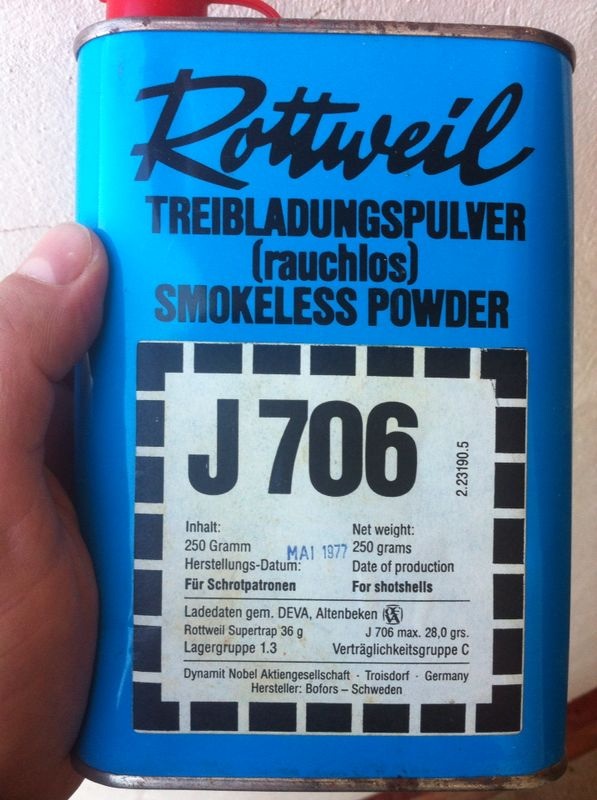 Rottweil
TREIBLADUNGSPULVER
(rauchlos)
SMOKELESS POWDER
J 706
2.23190.5
Inhalt: Net weight:
250 Gramm MAI 1977 250 grams
Herstellungs-Datum: Date of production
Für Schrotpatronen For shotshells
Ladedaten gem. DEVA, Altenbeken
Rottweil Supertrap 36 g J 706 max. 28,0 grs.
Lagergruppe 1.3 Verträglichkeitsgruppe C
Dynamit Nobel Aktiengesellschaft · Troisdorf · Germany
Hersteller: Bofors – Schweden